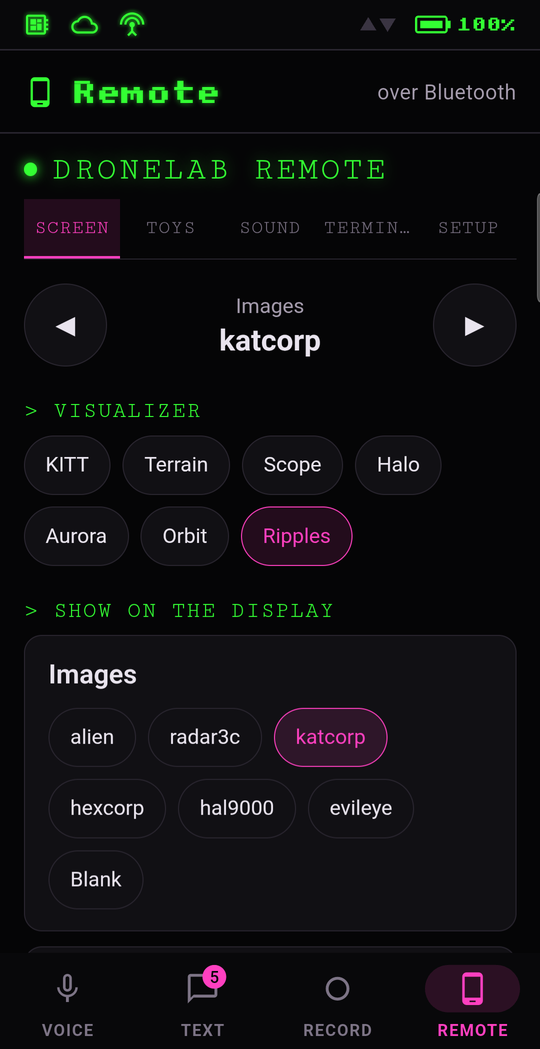 100%
Remote
over Bluetooth
DRONELAB REMOTE
SCREEN TOYS SOUND TERMIN… SETUP
Images
katcorp
> VISUALIZER
KITT Terrain Scope Halo
Aurora Orbit Ripples
> SHOW ON THE DISPLAY
Images
alien radar3c katcorp
hexcorp hal9000 evileye
Blank
5
VOICE TEXT RECORD REMOTE